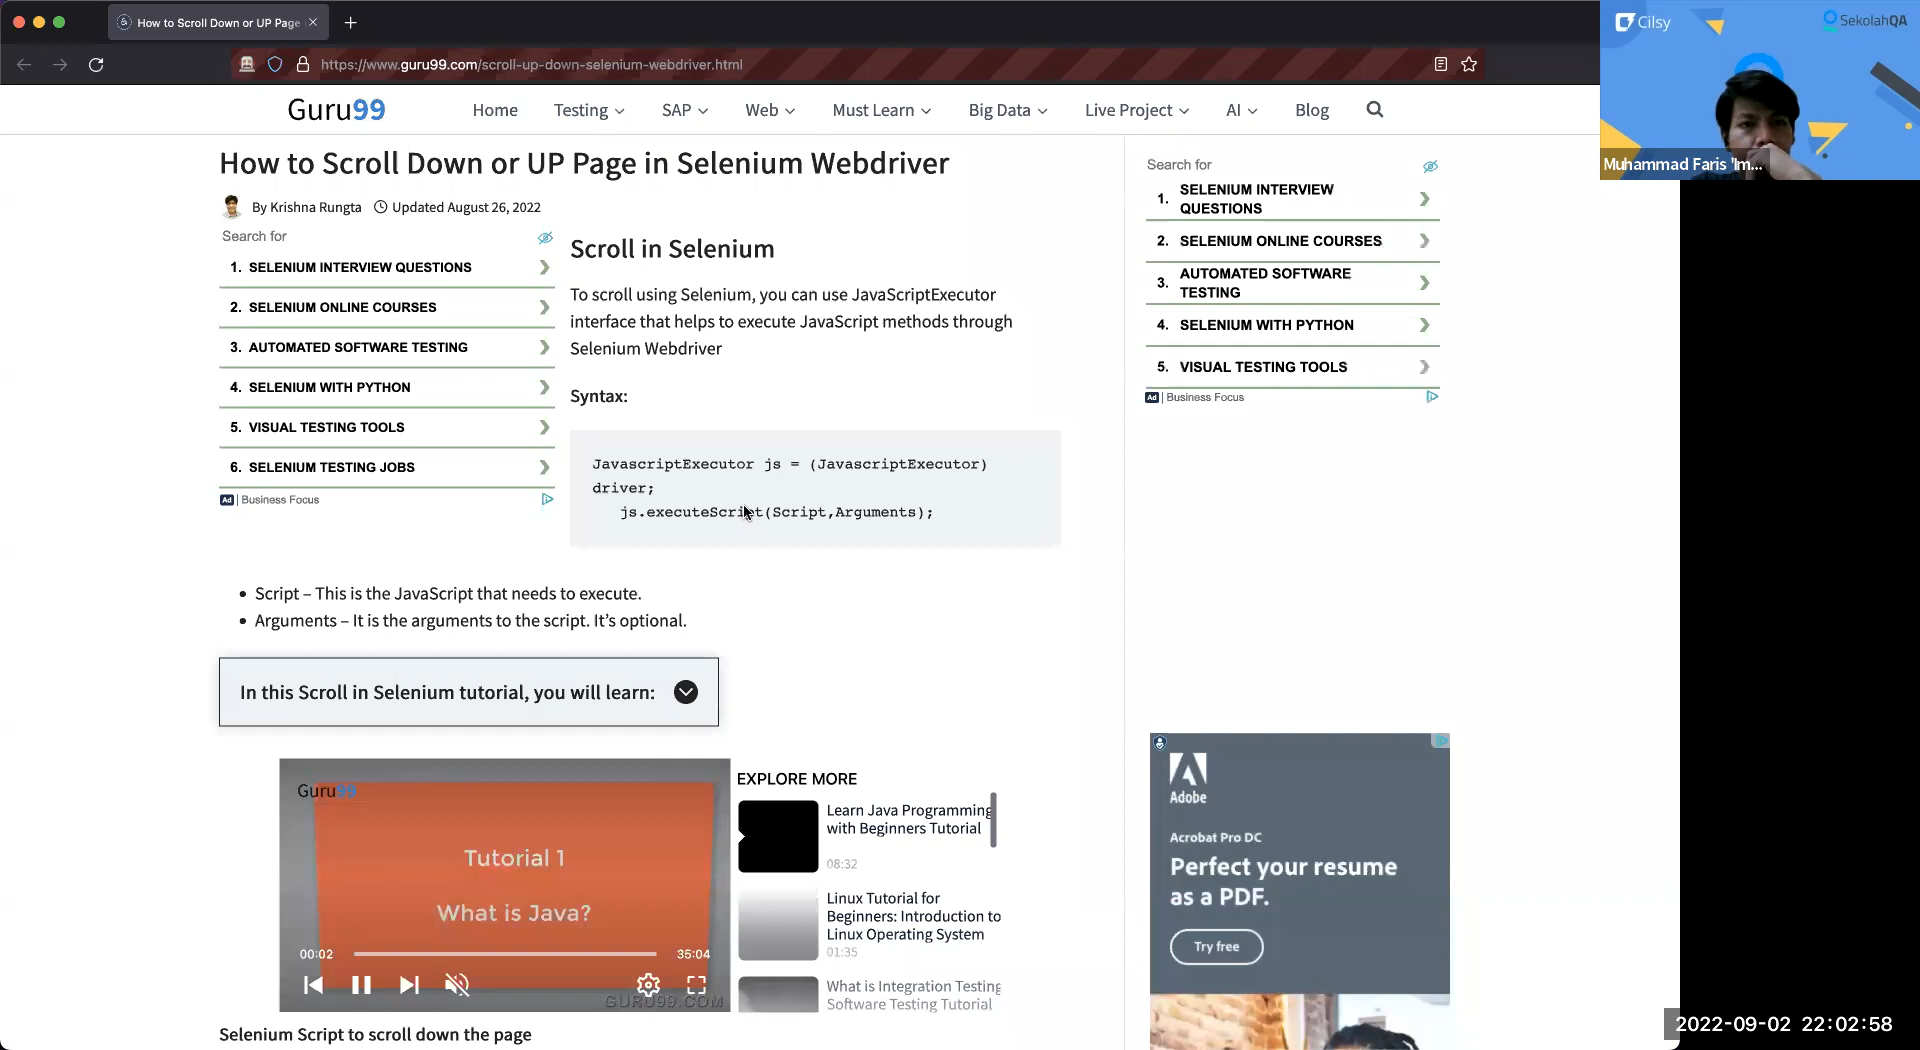 How to Scroll Down or UP Page
https://www.guru99.com/scroll-up-down-selenium-webdriver.html
Cilsy
SekolahQA
Muhammad Faris 'Im...
Guru99
Home
Testing
SAP
Web
Must Learn
Big Data
Live Project
AI
Blog
How to Scroll Down or UP Page in Selenium Webdriver
By Krishna Rungta
Updated August 26, 2022
Search for
1. SELENIUM INTERVIEW QUESTIONS
2. SELENIUM ONLINE COURSES
3. AUTOMATED SOFTWARE TESTING
4. SELENIUM WITH PYTHON
5. VISUAL TESTING TOOLS
6. SELENIUM TESTING JOBS
Ad | Business Focus
Scroll in Selenium
To scroll using Selenium, you can use JavaScriptExecutor
interface that helps to execute JavaScript methods through
Selenium Webdriver
Syntax:
JavascriptExecutor js = (JavascriptExecutor)
driver;
js.executeScript(Script,Arguments);
• Script – This is the JavaScript that needs to execute.
• Arguments – It is the arguments to the script. It's optional.
In this Scroll in Selenium tutorial, you will learn:
Guru99
Tutorial 1
What is Java?
00:02
35:04
GURU99.COM
EXPLORE MORE
Learn Java Programming
with Beginners Tutorial
08:32
Linux Tutorial for
Beginners: Introduction to
Linux Operating System
01:35
What is Integration Testing
Software Testing Tutorial
Selenium Script to scroll down the page
Search for
1. SELENIUM INTERVIEW
QUESTIONS
2. SELENIUM ONLINE COURSES
3. AUTOMATED SOFTWARE
TESTING
4. SELENIUM WITH PYTHON
5. VISUAL TESTING TOOLS
Ad | Business Focus
Adobe
Acrobat Pro DC
Perfect your resume
as a PDF.
Try free
2022-09-02 22:02:58